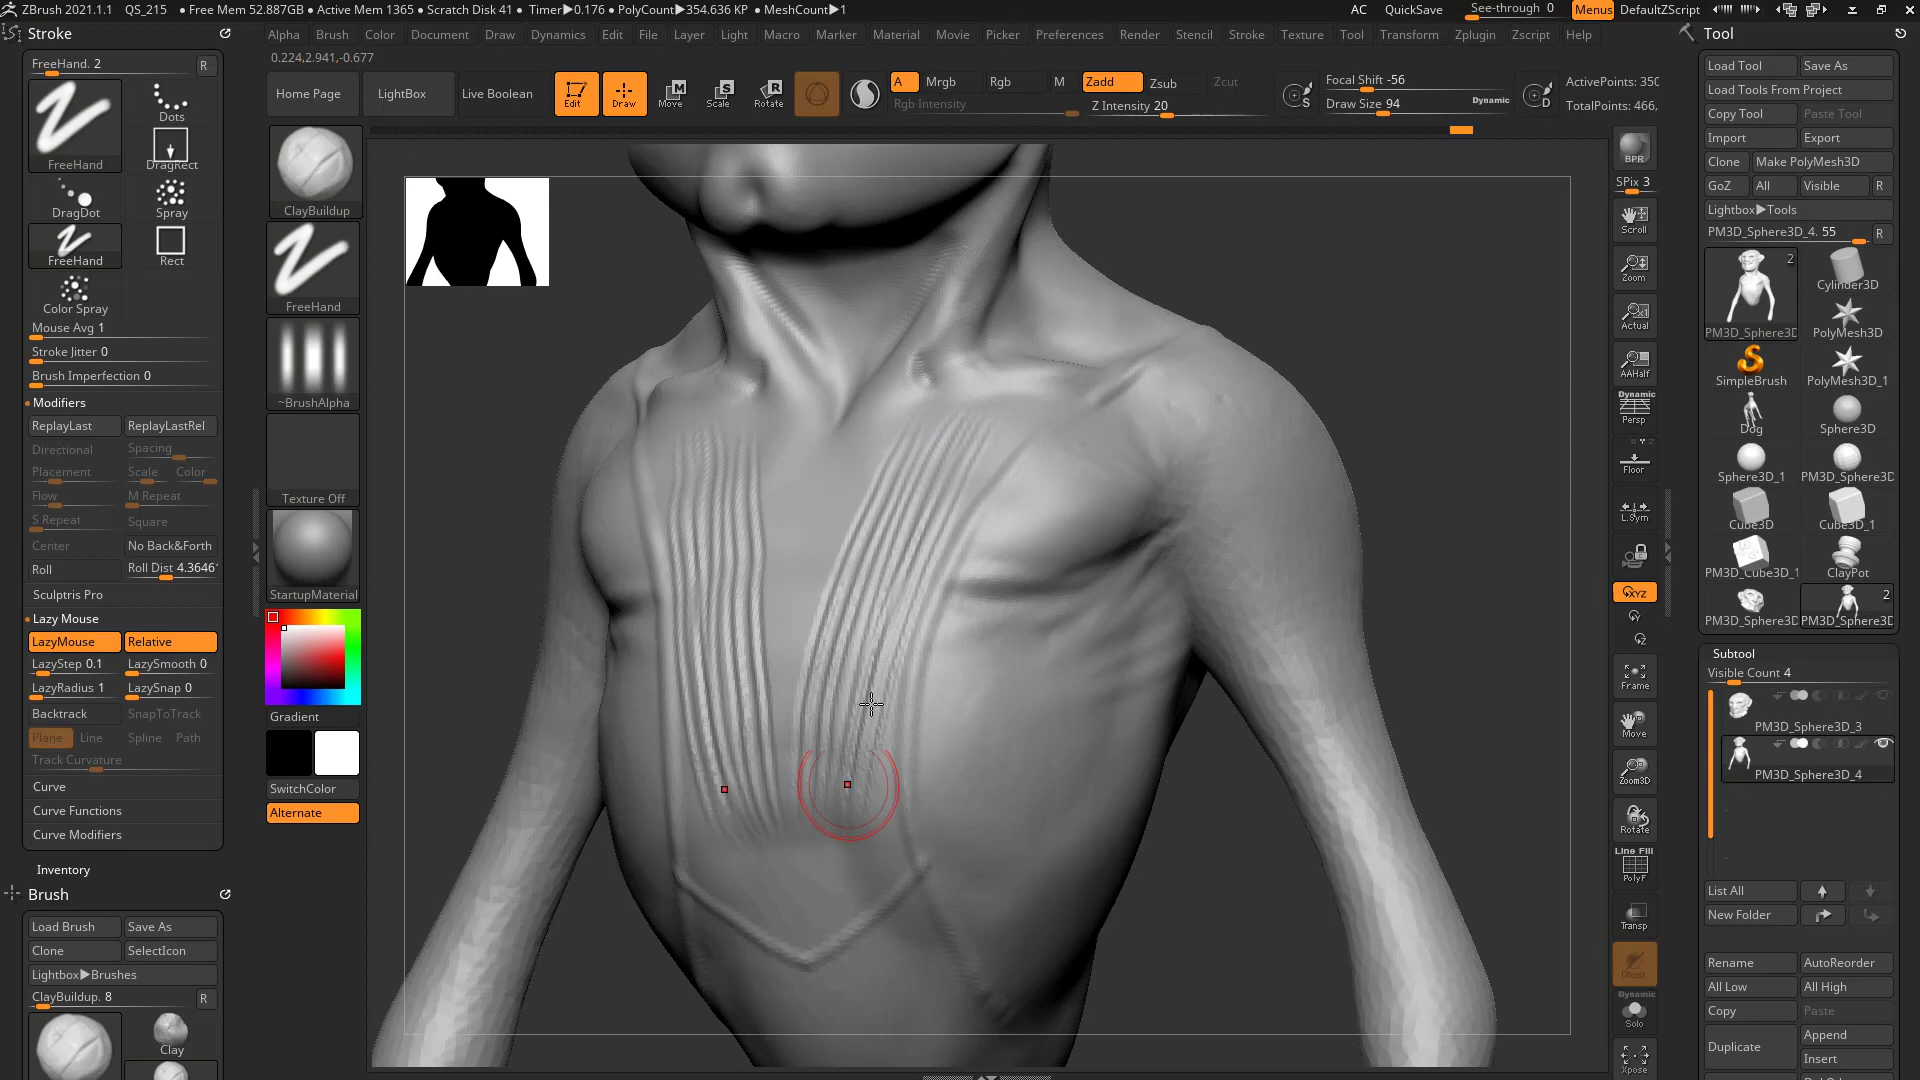 ZBrush 2021.1.1 QS_215 • Free Mem 52.887GB • Active Mem 1365 • Scratch Disk 41 • Timer▶0.176 • PolyCount▶354.636 KP • MeshCount▶1
AC QuickSave See-through 0 Menus DefaultZScript
Stroke
Alpha Brush Color Document Draw Dynamics Edit File Layer Light Macro Marker Material Movie Picker Preferences Render Stencil Stroke Texture Tool Transform Zplugin Zscript Help
Tool
0.224,2.941,-0.677
FreeHand. 2 R
FreeHand
Dots
DragRect
DragDot
Spray
FreeHand
Rect
Color Spray
Mouse Avg 1
Stroke Jitter 0
Brush Imperfection 0
Modifiers
ReplayLast ReplayLastRel
Directional Spacing
Placement Scale Color
Flow M Repeat
S Repeat Square
Center No Back&Forth
Roll Roll Dist 4.3646
Sculptris Pro
Lazy Mouse
LazyMouse Relative
LazyStep 0.1 LazySmooth 0
LazyRadius 1 LazySnap 0
Backtrack SnapToTrack
Plane Line Spline Path
Track Curvature
Curve
Curve Functions
Curve Modifiers
Inventory
Brush
Load Brush Save As
Clone SelectIcon
Lightbox▶Brushes
ClayBuildup. 8 R
Clay
Home Page LightBox Live Boolean
Edit Draw Move Scale Rotate
A Mrgb Rgb M Zadd Zsub Zcut
Rgb Intensity Z Intensity 20
S
Focal Shift -56
Draw Size 94 Dynamic
D
ActivePoints: 350
TotalPoints: 466,
ClayBuildup
FreeHand
~BrushAlpha
Texture Off
StartupMaterial
Gradient
SwitchColor
Alternate
BPR
SPix 3
Scroll
Zoom
Actual
AAHalf
Dynamic
Persp
Floor
L.Sym
XYZ
Y
Z
Frame
Move
Zoom3D
Rotate
Line Fill
PolyF
Transp
Ghost
Dynamic
Solo
Xpose
Load Tool Save As
Load Tools From Project
Copy Tool Paste Tool
Import Export
Clone Make PolyMesh3D
GoZ All Visible R
Lightbox▶Tools
PM3D_Sphere3D_4. 55 R
2
PM3D_Sphere3D
Cylinder3D
PolyMesh3D
SimpleBrush PolyMesh3D_1
Dog Sphere3D
Sphere3D_1 PM3D_Sphere3D
Cube3D Cube3D_1
PM3D_Cube3D_1 ClayPot
2
PM3D_Sphere3D PM3D_Sphere3D
Subtool
Visible Count 4
PM3D_Sphere3D_3
PM3D_Sphere3D_4
List All
New Folder
Rename AutoReorder
All Low All High
Copy Paste
Duplicate Append
Insert